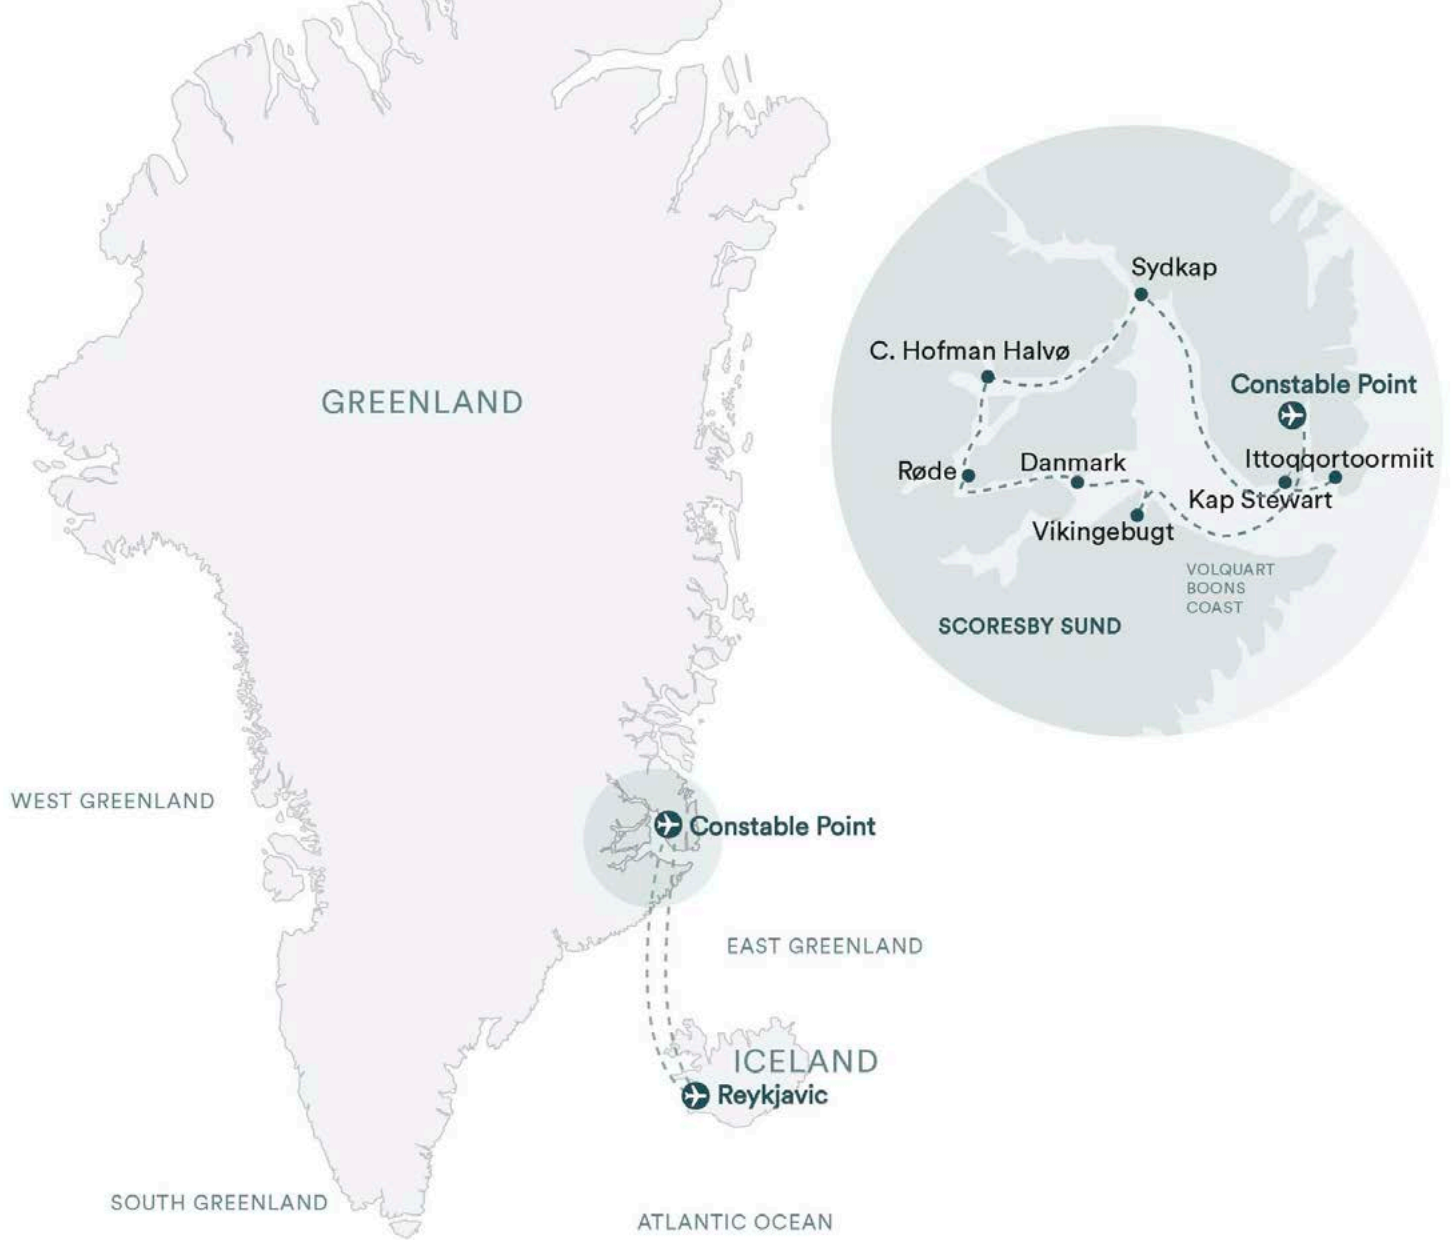 Sydkap
C. Hofman Halvø
Constable Point
GREENLAND
Ittoqqortoormiit
Røde
Danmark
Kap Stewart
Vikingebugt
VOLQUART
BOONS
COAST
SCORESBY SUND
WEST GREENLAND
Constable Point
EAST GREENLAND
ICELAND
Reykjavic
SOUTH GREENLAND
ATLANTIC OCEAN